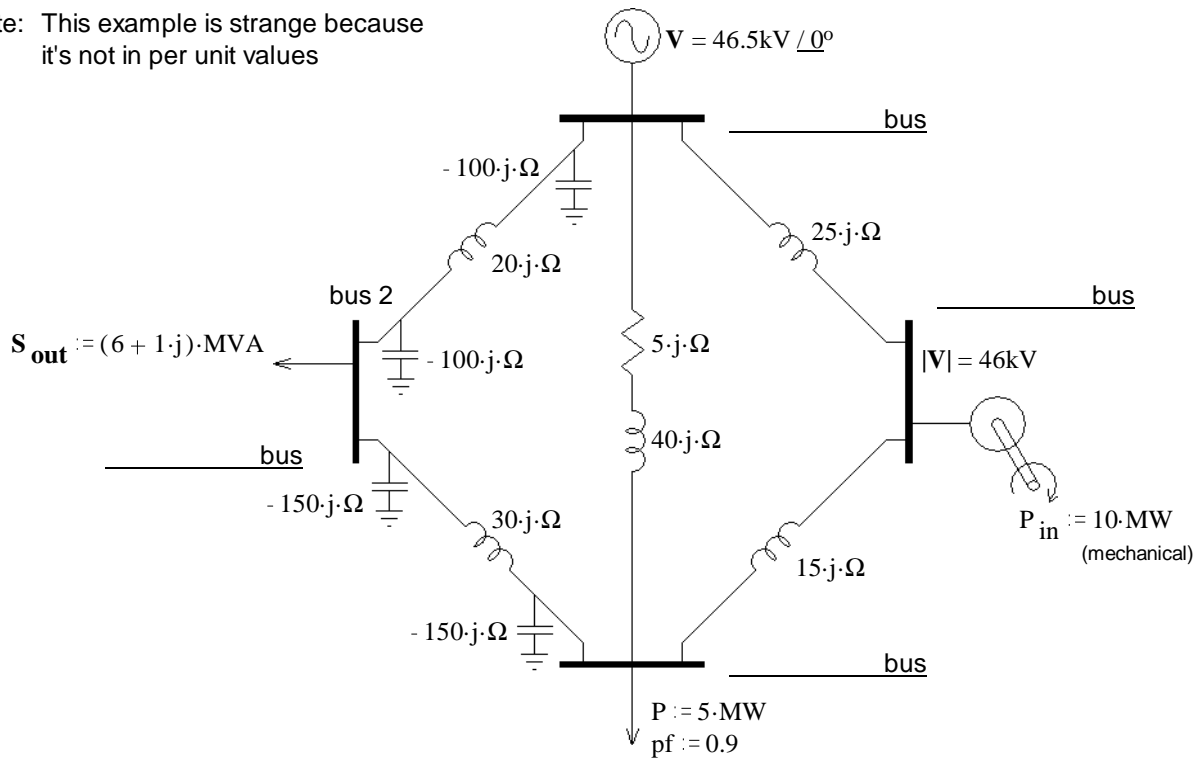 te: This example is strange because
it's not in per unit values
V = 46.5kV / 0º
bus
- 100·j·Ω
25·j·Ω
20·j·Ω
bus 2
bus
S out := (6 + 1·j)·MVA
- 100·j·Ω
5·j·Ω
|V| = 46kV
40·j·Ω
bus
- 150·j·Ω
30·j·Ω
P in := 10·MW
(mechanical)
15·j·Ω
- 150·j·Ω
bus
P := 5·MW
pf := 0.9